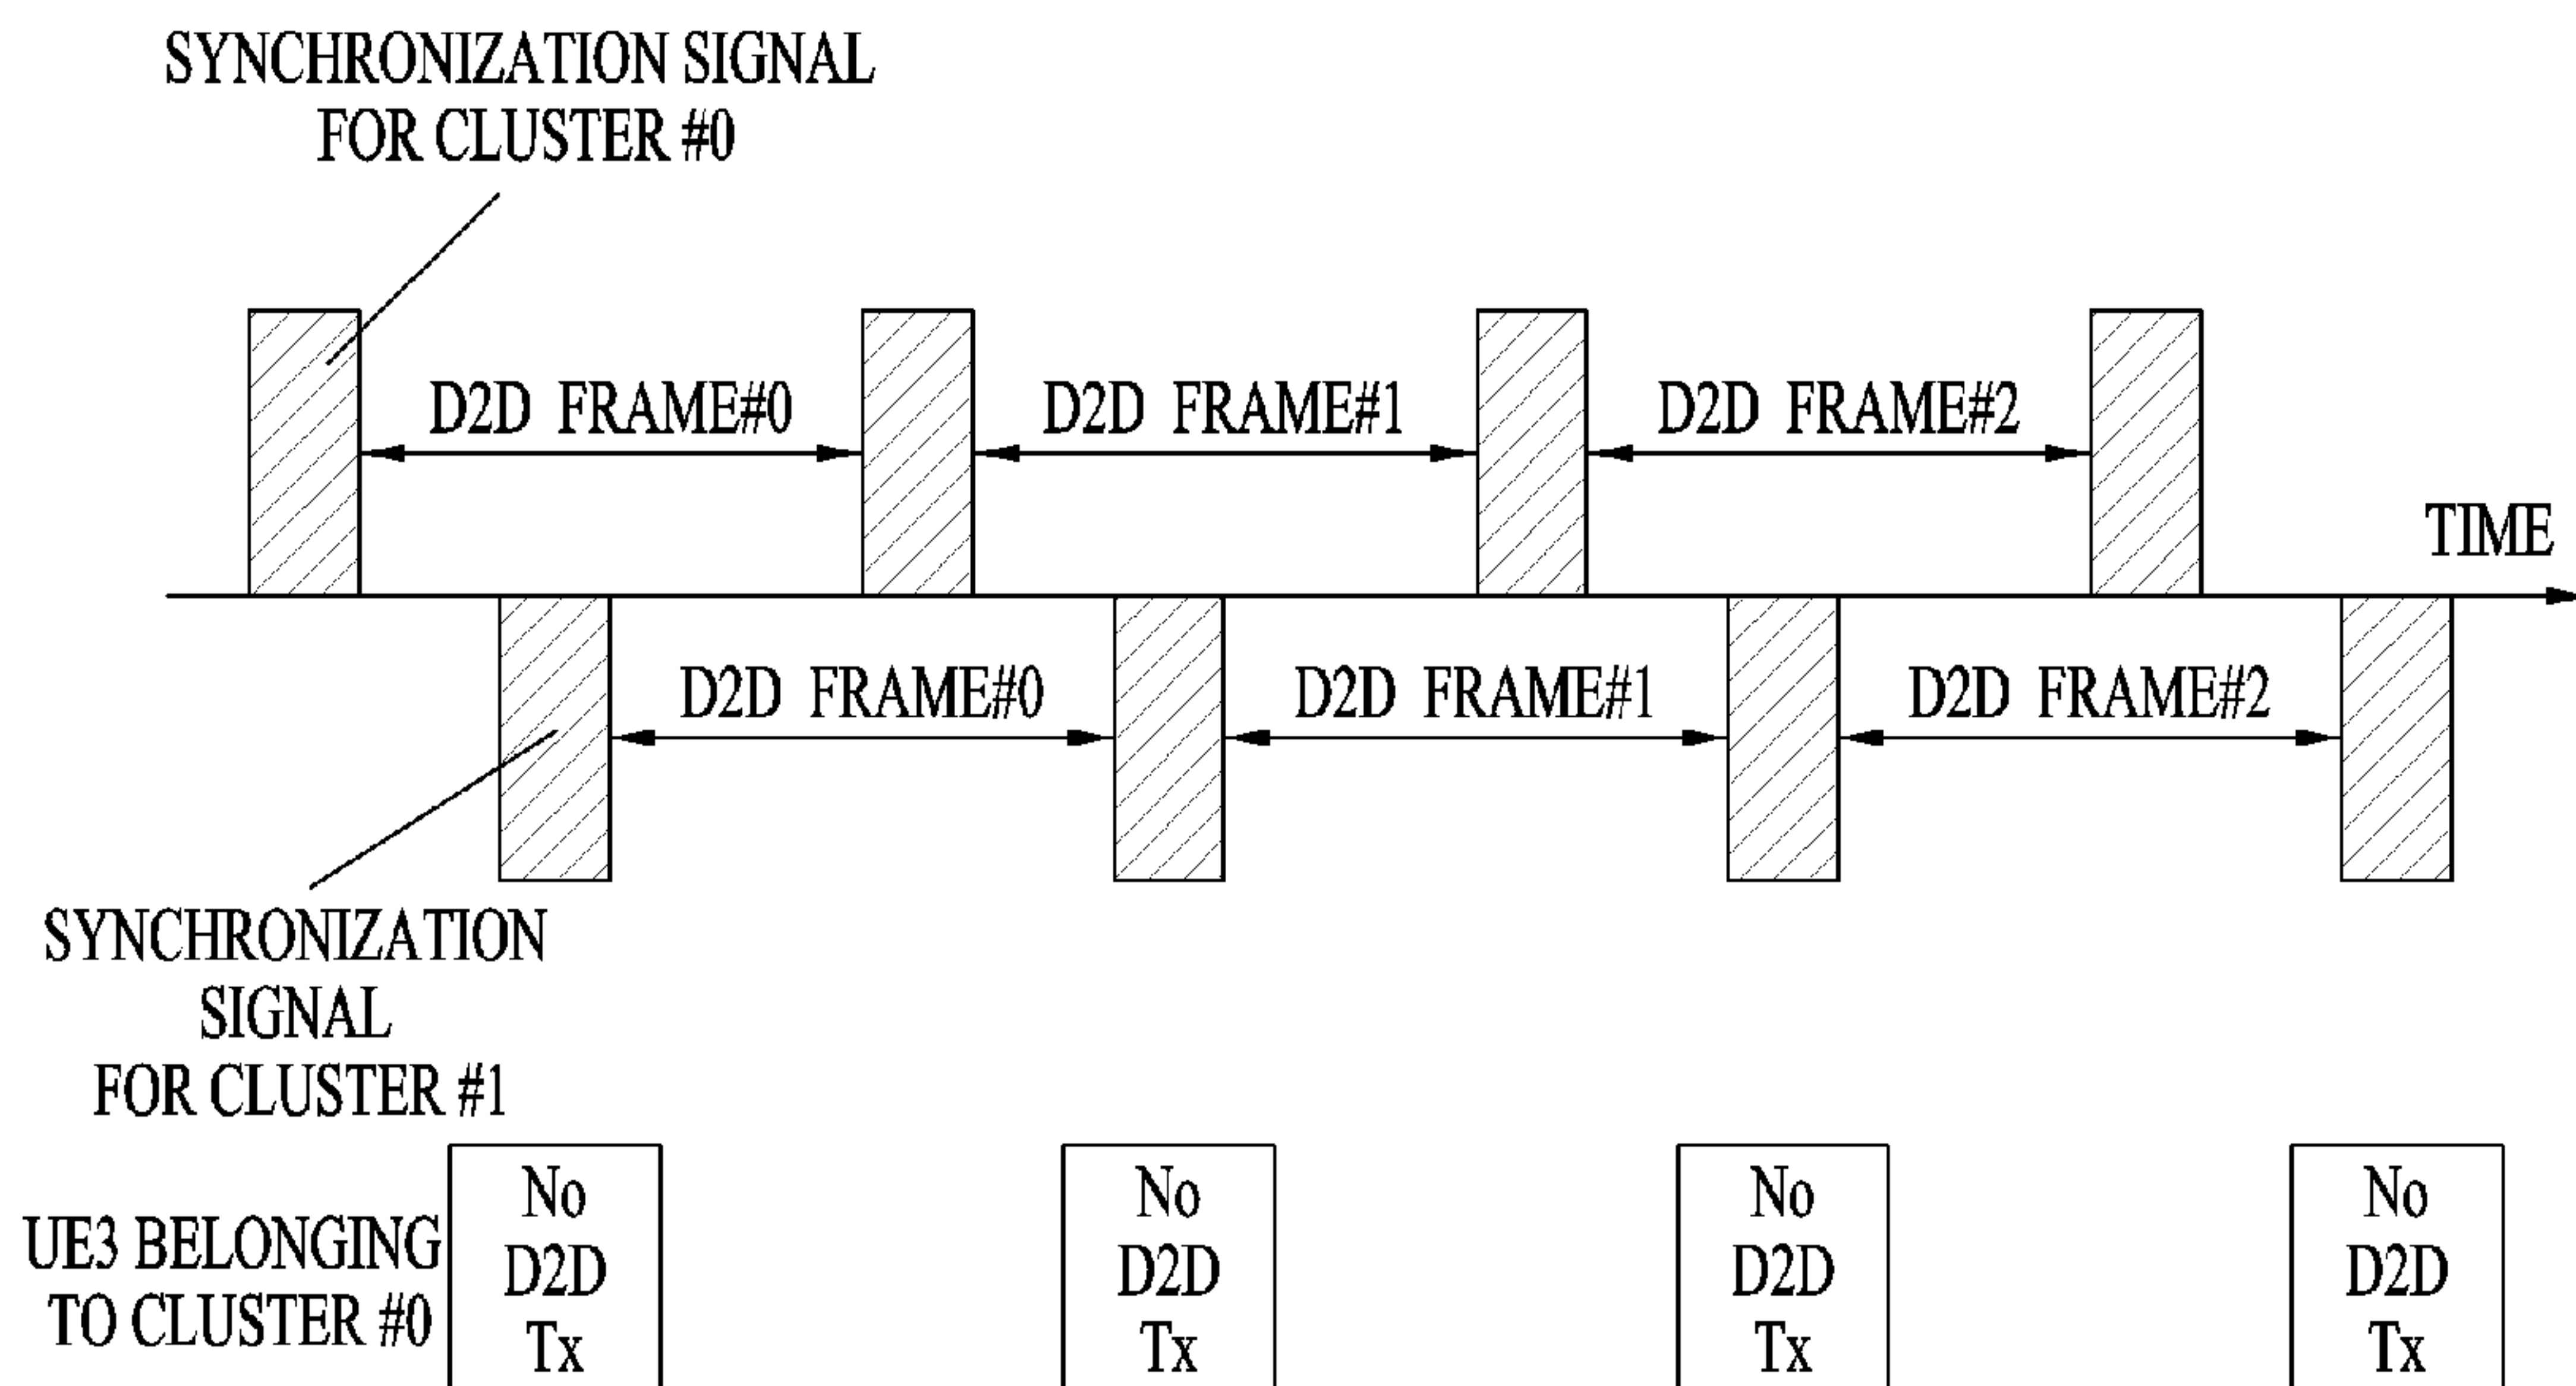 SYNCHRONIZATION SIGNAL
FOR CLUSTER #0
D2D FRAME#0
D2D FRAME#1
D2D FRAME#2
TIME
D2D FRAME#0
D2D FRAME#1
D2D FRAME#2
SYNCHRONIZATION
SIGNAL
FOR CLUSTER #1
UE3 BELONGING
TO CLUSTER #0
No
D2D
Tx
No
D2D
Tx
No
D2D
Tx
No
D2D
Tx